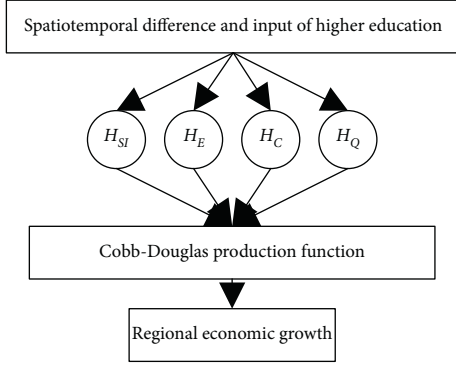 Spatiotemporal difference and input of higher education
H_SI H_E H_C H_Q
Cobb-Douglas production function
Regional economic growth